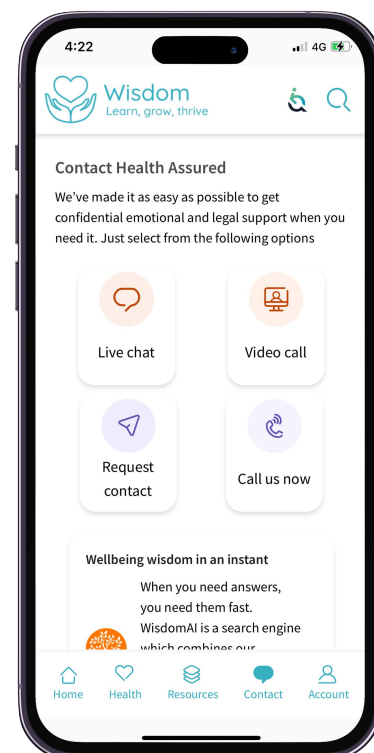 4:22
4G
Wisdom
Learn, grow, thrive
Contact Health Assured
We’ve made it as easy as possible to get
confidential emotional and legal support when you
need it. Just select from the following options
Live chat
Video call
Request
contact
Call us now
Wellbeing wisdom in an instant
When you need answers,
you need them fast.
WisdomAI is a search engine
which combines our
Home
Health
Resources
Contact
Account